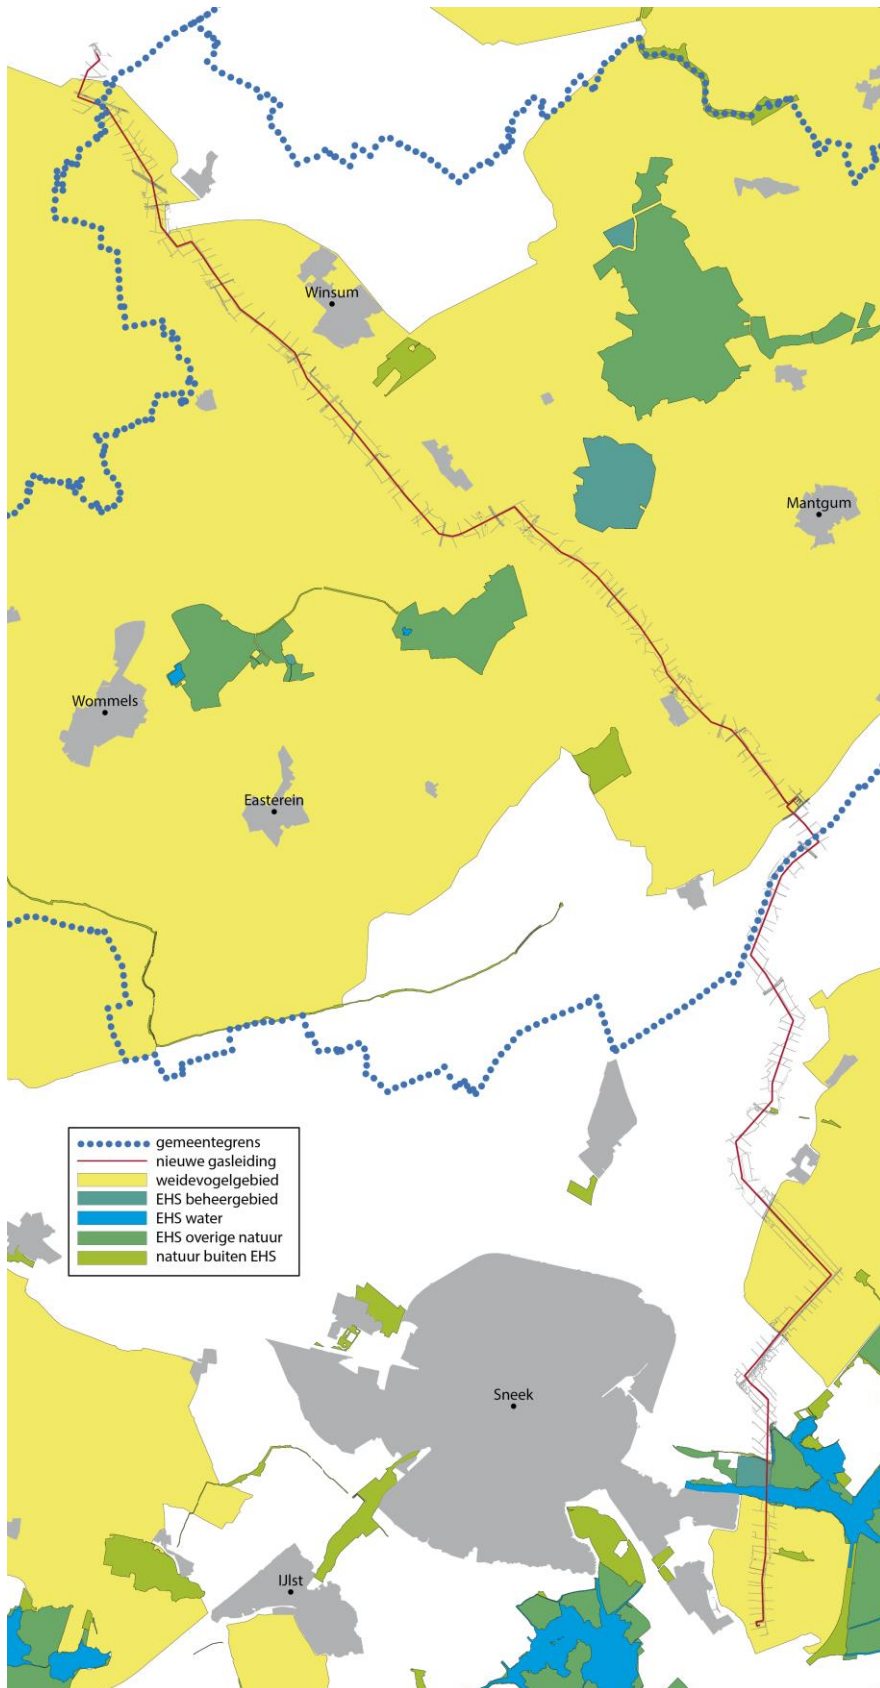 Winsum
Mantgum
Wommels
Easterein
gemeentegrens
nieuwe gasleiding
weidevogelgebied
EHS beheergebied
EHS water
EHS overige natuur
natuur buiten EHS
Sneek
IJlst